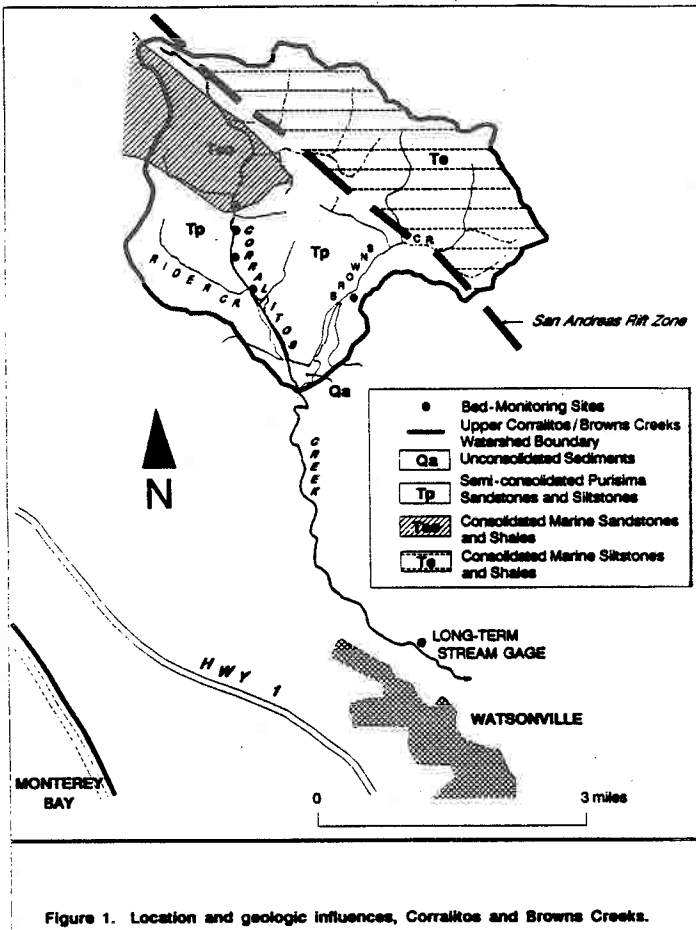 Tsc
Te
Tp
Tp
CORRALITOS
RIDER CR
BROWNS
CR.
San Andreas Rift Zone
Qa
CREEK
N
Bed-Monitoring Sites
Upper Corralitos / Browns Creeks
Watershed Boundary
Qa Unconsolidated Sediments
Tp Semi-consolidated Purisima
Sandstones and Siltstones
Consolidated Marine Sandstones
and Shales
Te Consolidated Marine Siltstones
and Shales
LONG-TERM
STREAM GAGE
HWY 1
WATSONVILLE
MONTEREY
BAY
0
3 miles
Figure 1. Location and geologic influences, Corralitos and Browns Creeks.